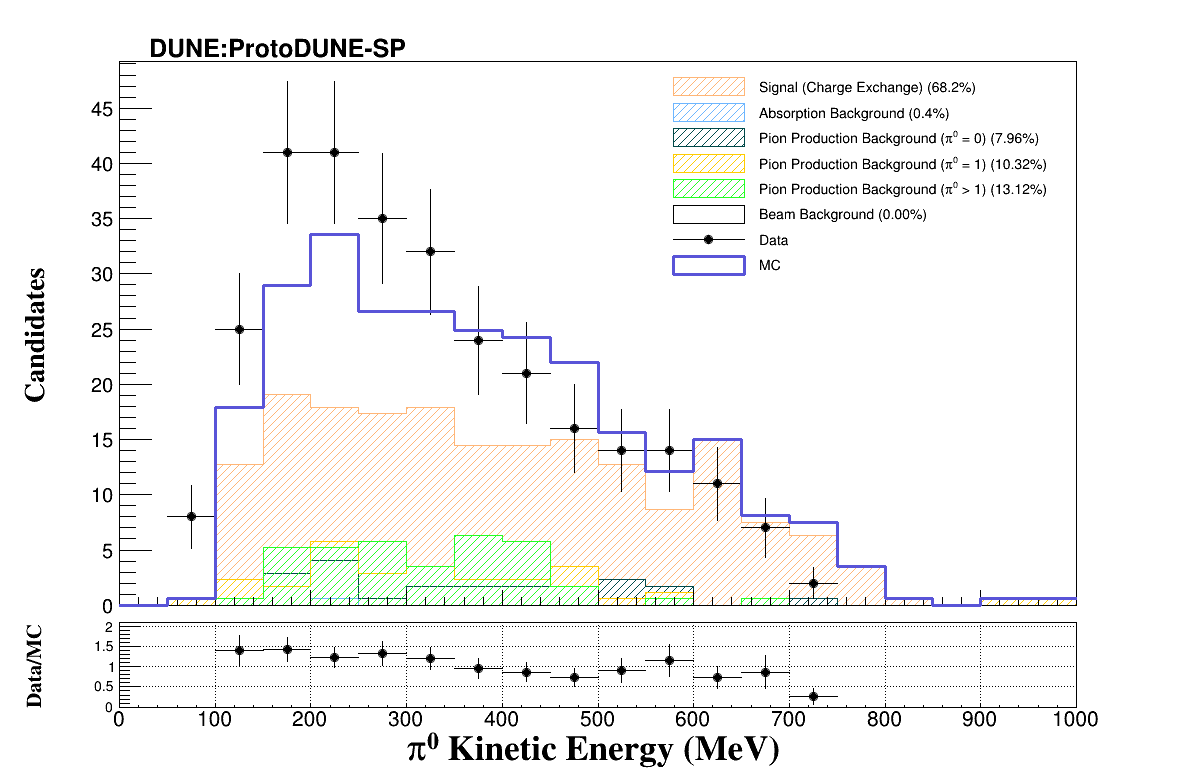 DUNE:ProtoDUNE-SP
Signal (Charge Exchange) (68.2%)
Absorption Background (0.4%)
Pion Production Background (π⁰ = 0) (7.96%)
Pion Production Background (π⁰ = 1) (10.32%)
Pion Production Background (π⁰ > 1) (13.12%)
Beam Background (0.00%)
Data
MC
Candidates
45
40
35
30
25
20
15
10
5
0
Data/MC
2
1.5
1
0.5
0
0 100 200 300 400 500 600 700 800 900 1000
π⁰ Kinetic Energy (MeV)